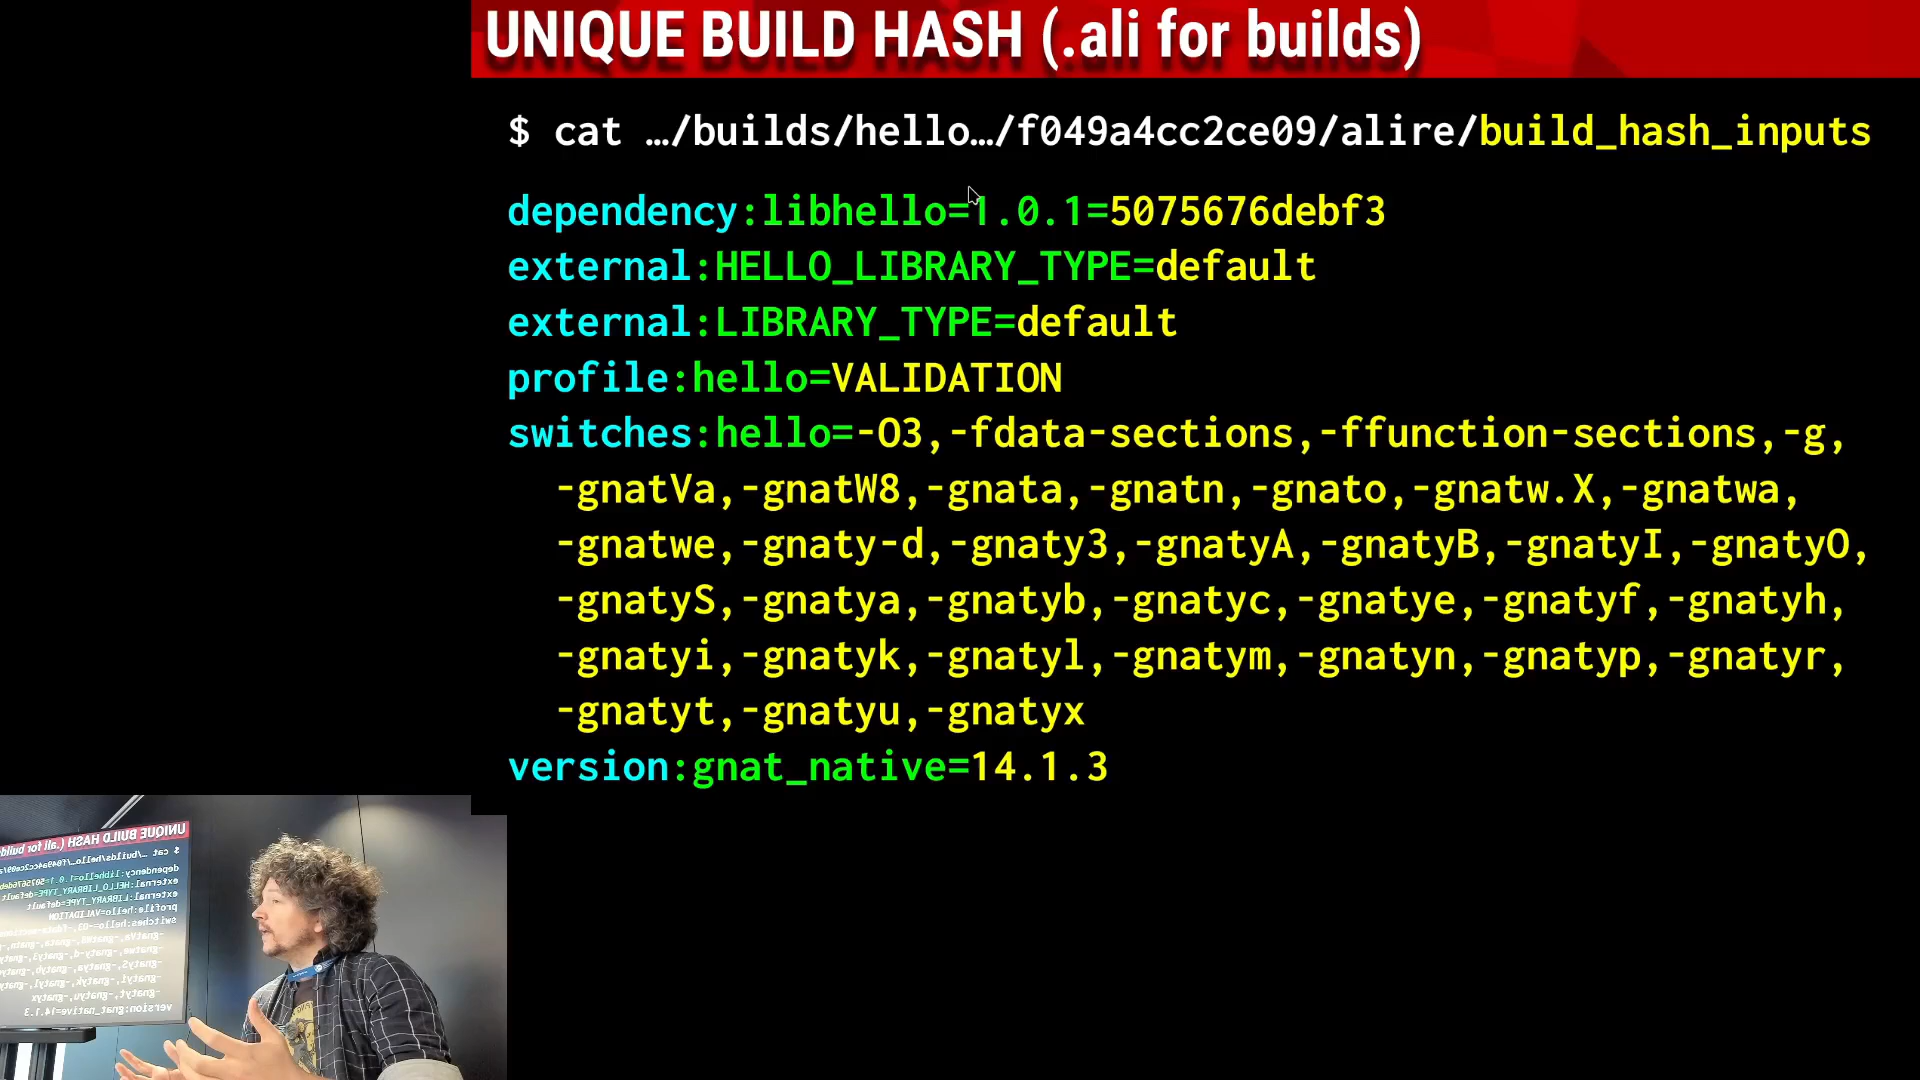 UNIQUE BUILD HASH (.ali for builds)
$ cat …/builds/hello…/f049a4cc2ce09/alire/build_hash_inputs
dependency:libhello=1.0.1=5075676debf3
external:HELLO_LIBRARY_TYPE=default
external:LIBRARY_TYPE=default
profile:hello=VALIDATION
switches:hello=-O3,-fdata-sections,-ffunction-sections,-g,
-gnatVa,-gnatW8,-gnata,-gnatn,-gnato,-gnatw.X,-gnatwa,
-gnatwe,-gnaty-d,-gnaty3,-gnatyA,-gnatyB,-gnatyI,-gnatyO,
-gnatyS,-gnatya,-gnatyb,-gnatyc,-gnatye,-gnatyf,-gnatyh,
-gnatyi,-gnatyk,-gnatyl,-gnatym,-gnatyn,-gnatyp,-gnatyr,
-gnatyt,-gnatyu,-gnatyx
version:gnat_native=14.1.3